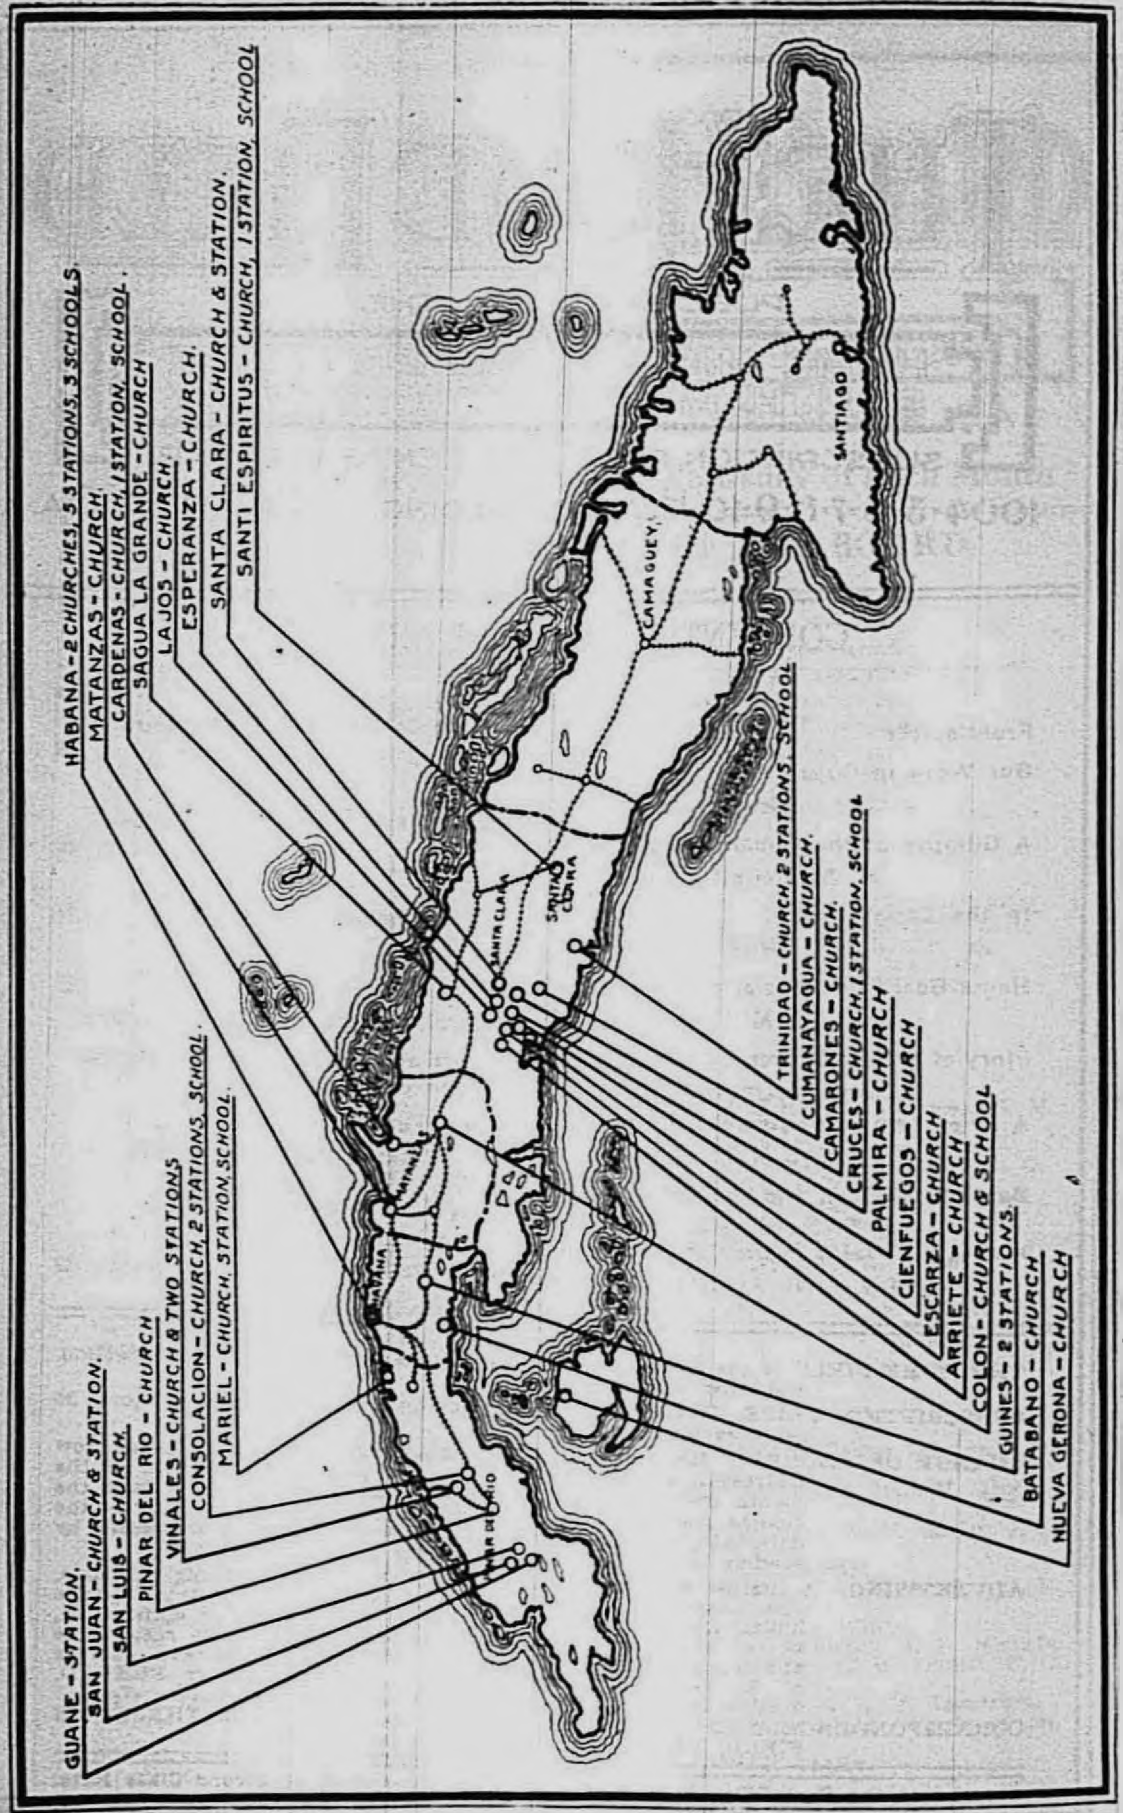 GUANE - STATION.
SAN JUAN - CHURCH & STATION.
SAN LUIS - CHURCH.
PINAR DEL RIO - CHURCH
VINALES - CHURCH & TWO STATIONS
CONSOLACION - CHURCH, 2 STATIONS, SCHOOL
MARIEL - CHURCH, STATION, SCHOOL.
HABANA - 2 CHURCHES, 5 STATIONS, 3 SCHOOLS.
MATANZAS - CHURCH.
CARDENAS - CHURCH, 1 STATION, SCHOOL.
SAGUA LA GRANDE - CHURCH
LAJOS - CHURCH.
ESPERANZA - CHURCH.
SANTA CLARA - CHURCH & STATION.
SANTI ESPIRITUS - CHURCH, 1 STATION, SCHOOL
PINAR DEL RIO
HABANA
MATANZAS
SANTA CLARA
SANTA
CLARA
CAMAGUEY
SANTIAGO
TRINIDAD - CHURCH, 2 STATIONS, SCHOOL
CUMANAYAGUA - CHURCH.
CAMARONES - CHURCH.
CRUCES - CHURCH, 1 STATION, SCHOOL
PALMIRA - CHURCH
CIENFUEGOS - CHURCH
ESCARZA - CHURCH
ARRIETE - CHURCH
COLON - CHURCH & SCHOOL
GUINES - 2 STATIONS.
BATABANO - CHURCH
NUEVA GERONA - CHURCH